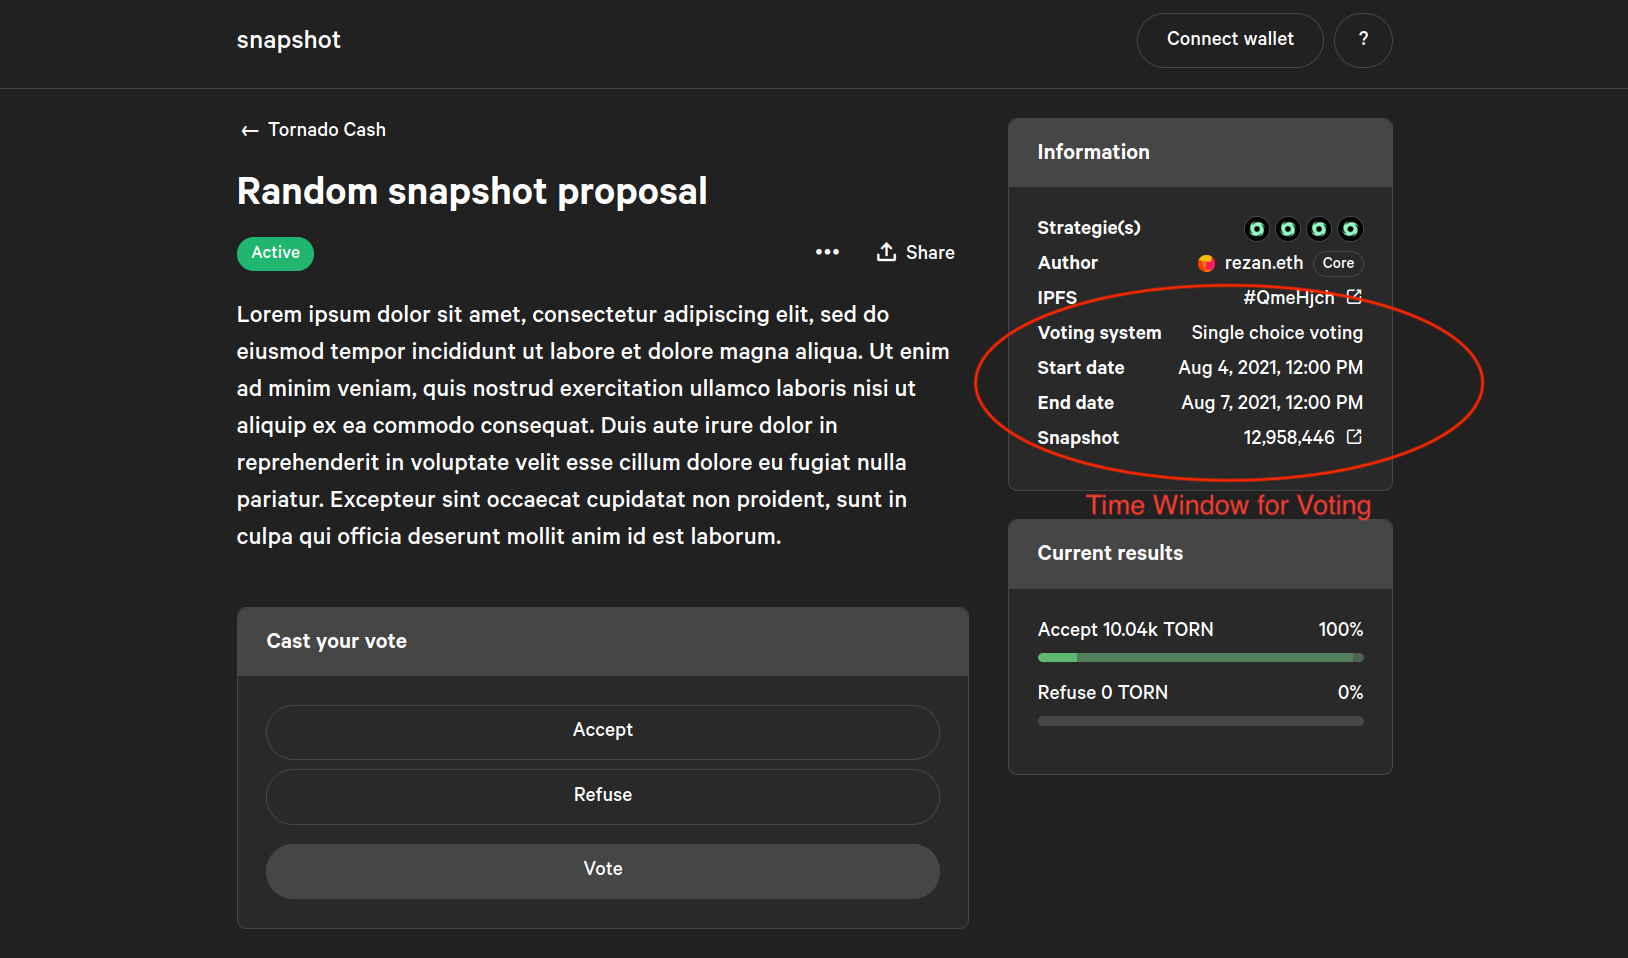 snapshot
Connect wallet
?
← Tornado Cash
Random snapshot proposal
Active
••• Share
Lorem ipsum dolor sit amet, consectetur adipiscing elit, sed do
eiusmod tempor incididunt ut labore et dolore magna aliqua. Ut enim
ad minim veniam, quis nostrud exercitation ullamco laboris nisi ut
aliquip ex ea commodo consequat. Duis aute irure dolor in
reprehenderit in voluptate velit esse cillum dolore eu fugiat nulla
pariatur. Excepteur sint occaecat cupidatat non proident, sunt in
culpa qui officia deserunt mollit anim id est laborum.
Cast your vote
Accept
Refuse
Vote
Information
Strategie(s)
Author rezan.eth Core
IPFS #QmeHjch
Voting system Single choice voting
Start date Aug 4, 2021, 12:00 PM
End date Aug 7, 2021, 12:00 PM
Snapshot 12,958,446
Time Window for Voting
Current results
Accept 10.04k TORN 100%
Refuse 0 TORN 0%